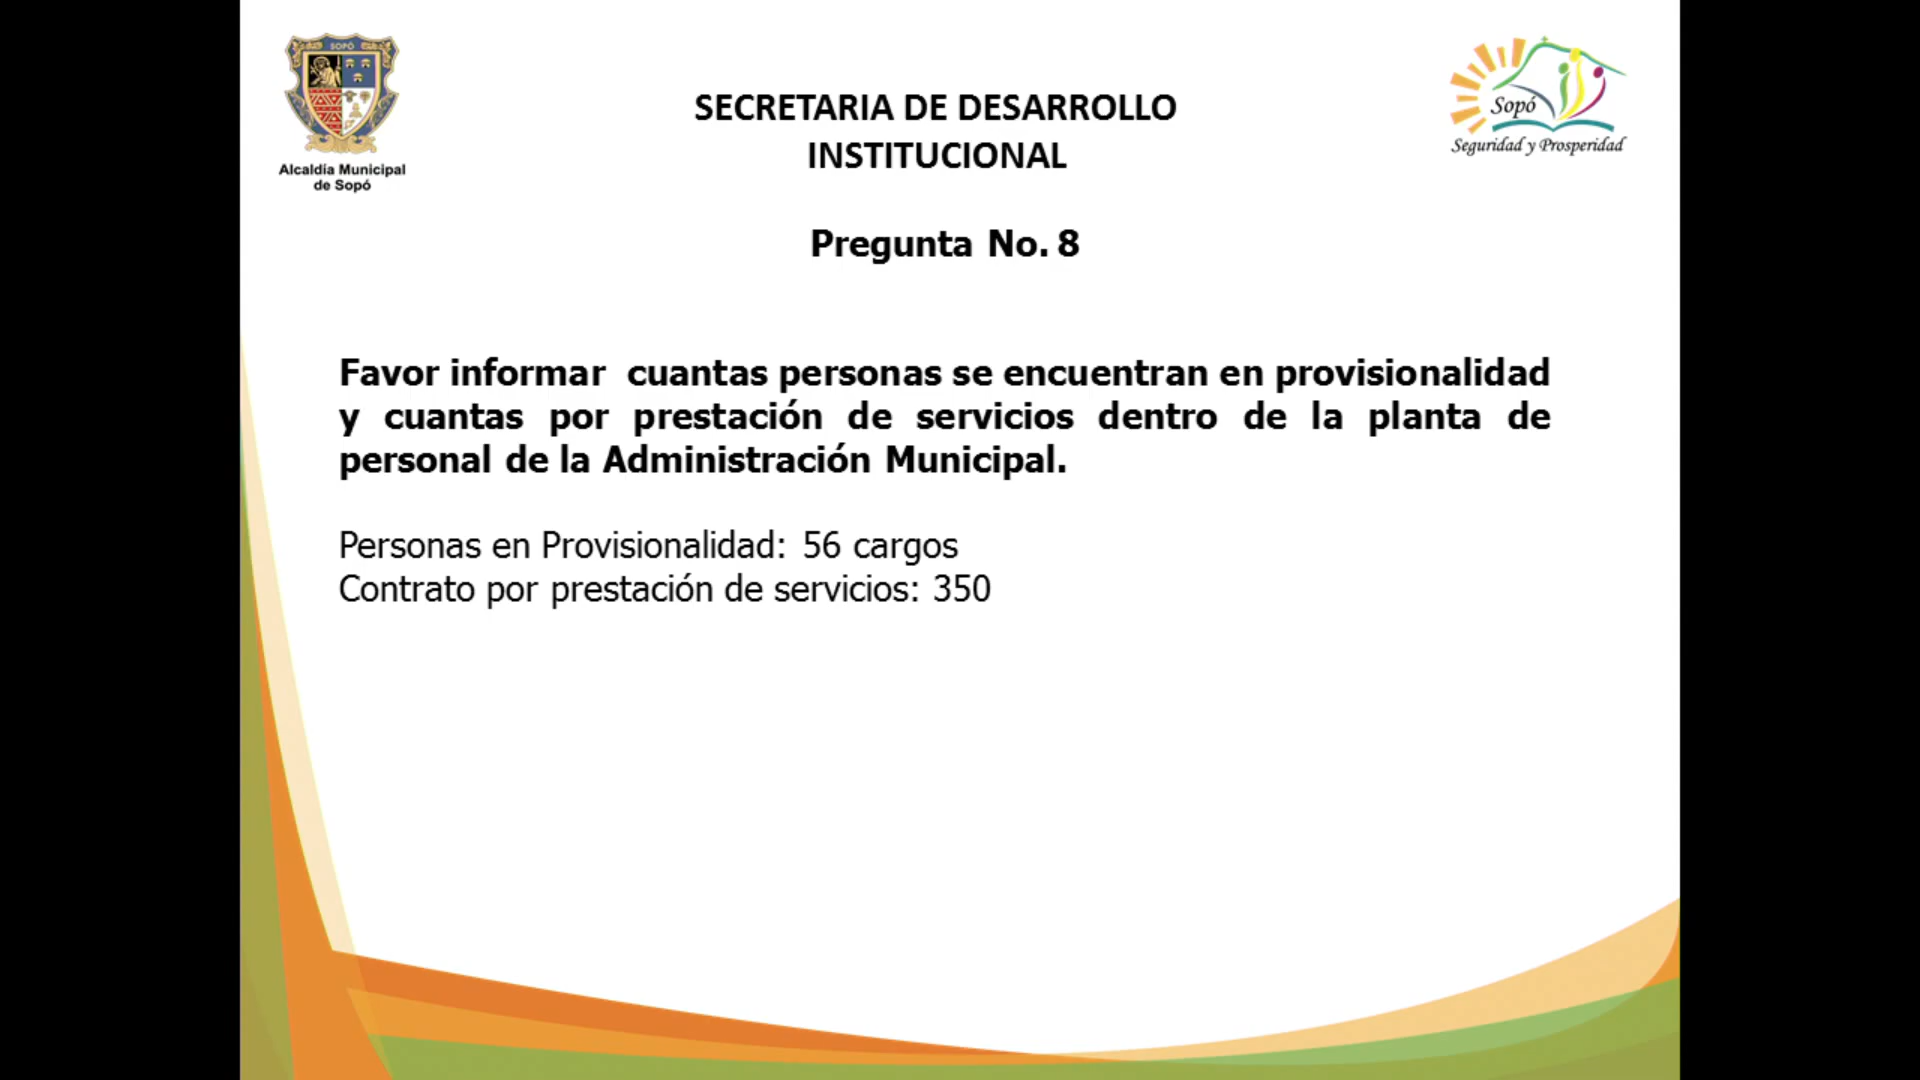 SOPÓ
Alcaldía Municipal
de Sopó
SECRETARIA DE DESARROLLO
INSTITUCIONAL
Sopó
Seguridad y Prosperidad
Pregunta No. 8
Favor informar cuantas personas se encuentran en provisionalidad
y cuantas por prestación de servicios dentro de la planta de
personal de la Administración Municipal.
Personas en Provisionalidad: 56 cargos
Contrato por prestación de servicios: 350